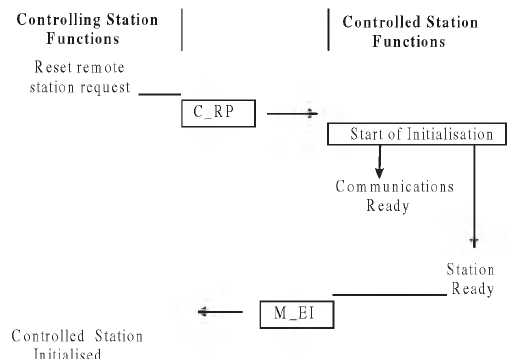 Controlling Station
Functions
Controlled Station
Functions
Reset remote
station request
C_RP
Start of Initialisation
Communications
Ready
Station
Ready
M_EI
Controlled Station
Initialised